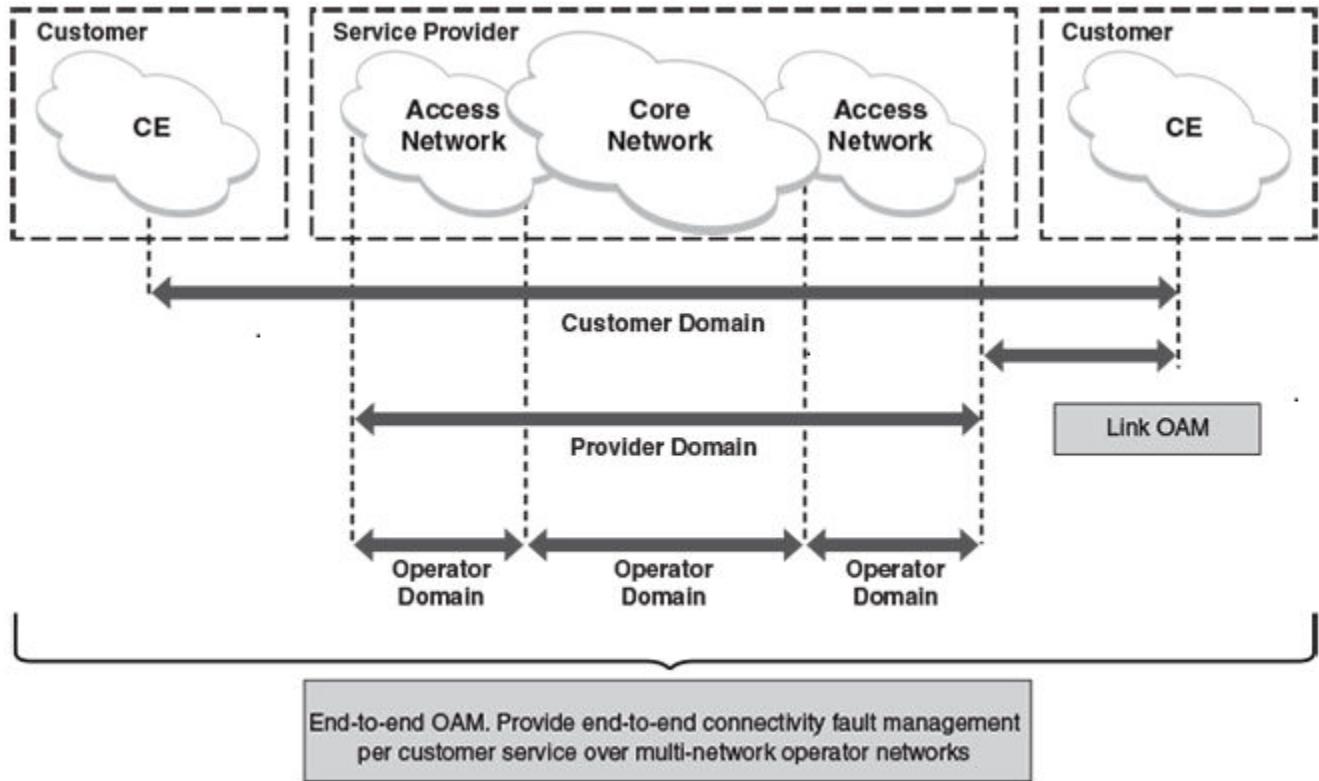 Customer
Service Provider
Customer
CE
Access
Network
Core
Network
Access
Network
CE
Customer Domain
Link OAM
Provider Domain
Operator
Domain
Operator
Domain
Operator
Domain
End-to-end OAM. Provide end-to-end connectivity fault management
per customer service over multi-network operator networks